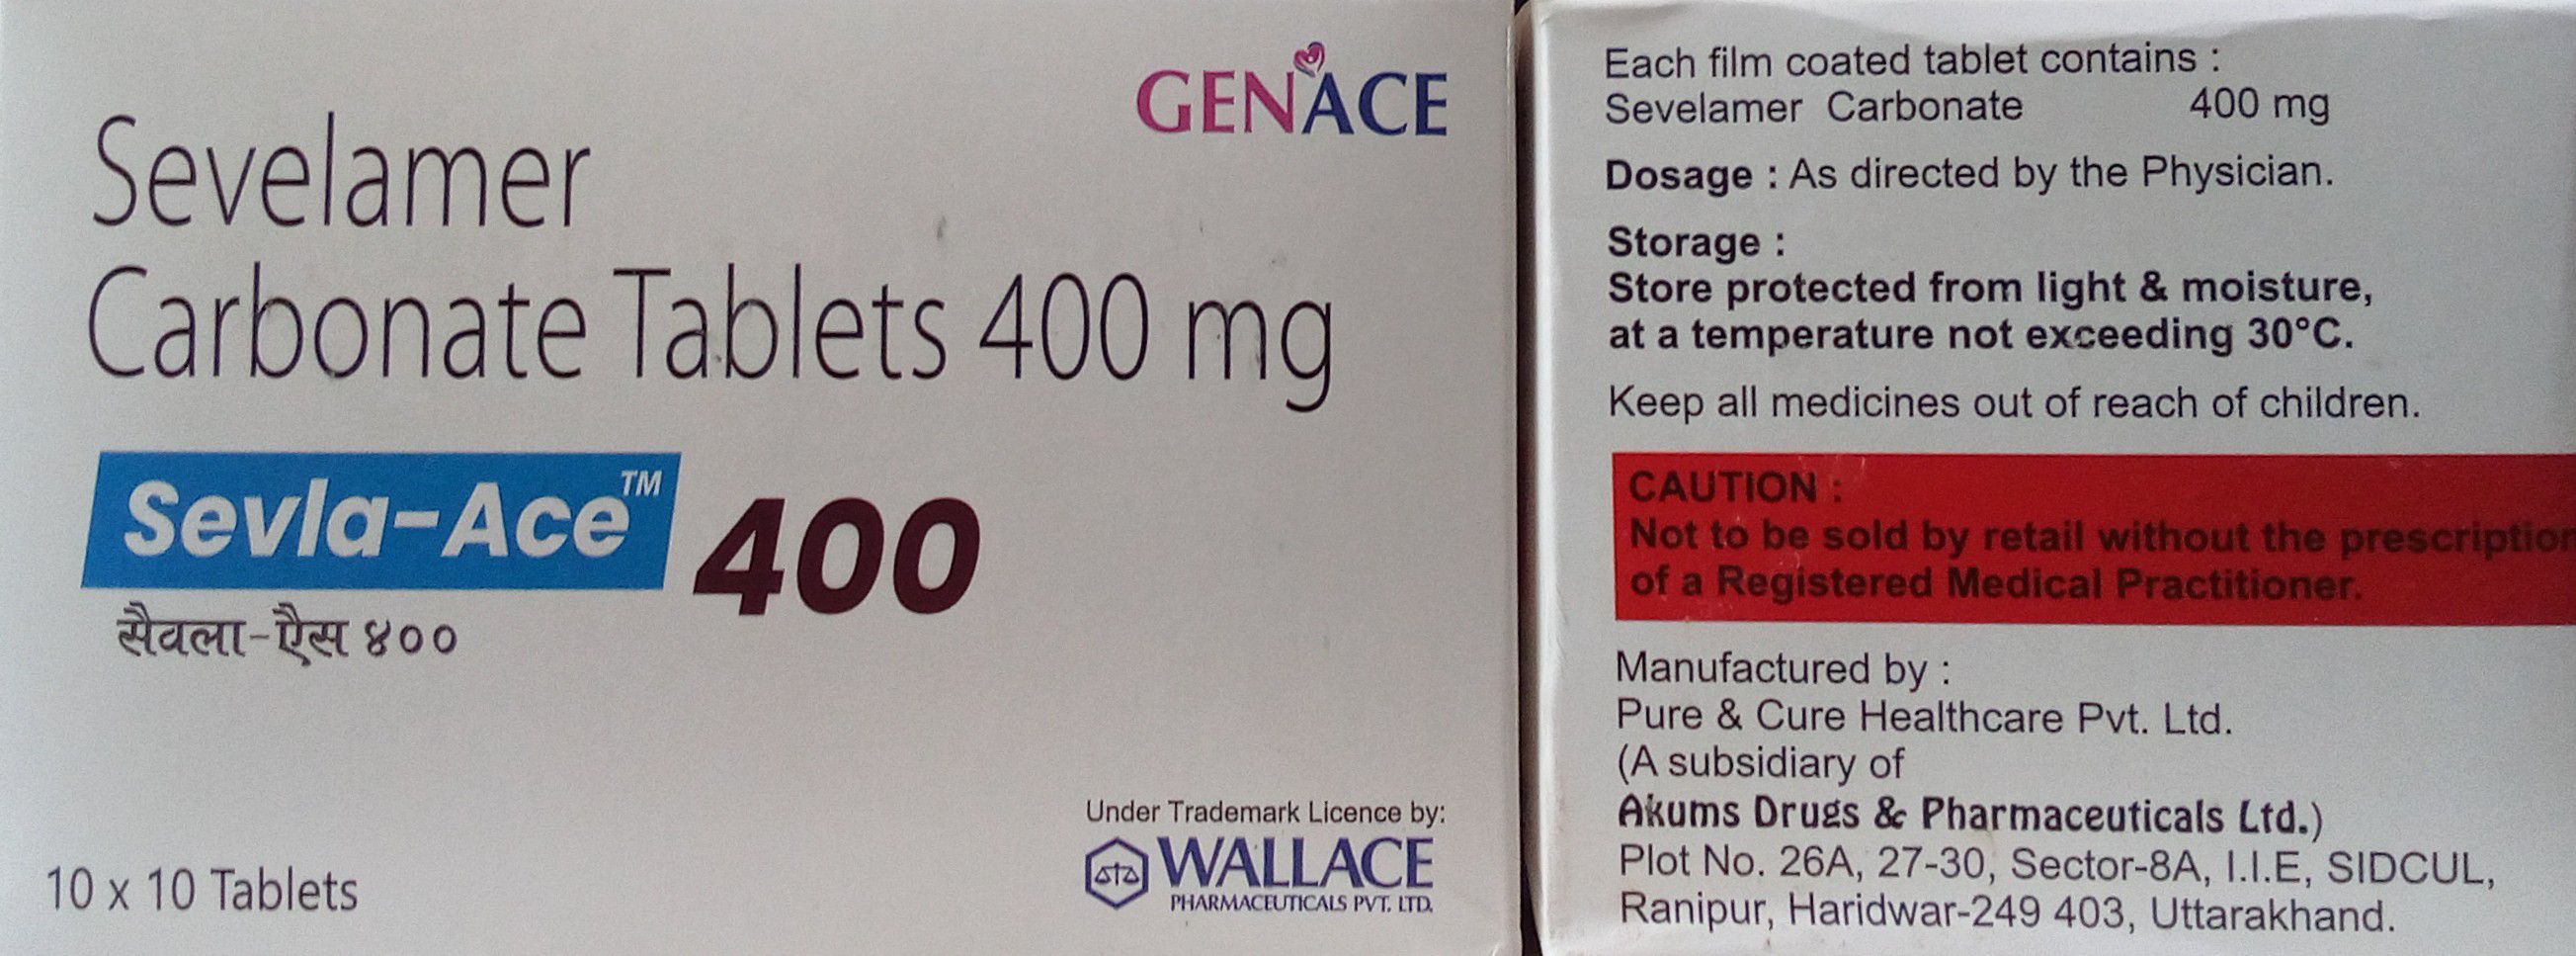 GENACE
Sevelamer
Carbonate Tablets 400 mg
Sevla-Ace™ 400
सैवला-एैस ४००
10 x 10 Tablets
Under Trademark Licence by:
WALLACE
PHARMACEUTICALS PVT. LTD.
Each film coated tablet contains :
Sevelamer Carbonate 400 mg
Dosage : As directed by the Physician.
Storage :
Store protected from light & moisture,
at a temperature not exceeding 30°C.
Keep all medicines out of reach of children.
CAUTION :
Not to be sold by retail without the prescription
of a Registered Medical Practitioner.
Manufactured by :
Pure & Cure Healthcare Pvt. Ltd.
(A subsidiary of
Akums Drugs & Pharmaceuticals Ltd.)
Plot No. 26A, 27-30, Sector-8A, I.I.E, SIDCUL,
Ranipur, Haridwar-249 403, Uttarakhand.